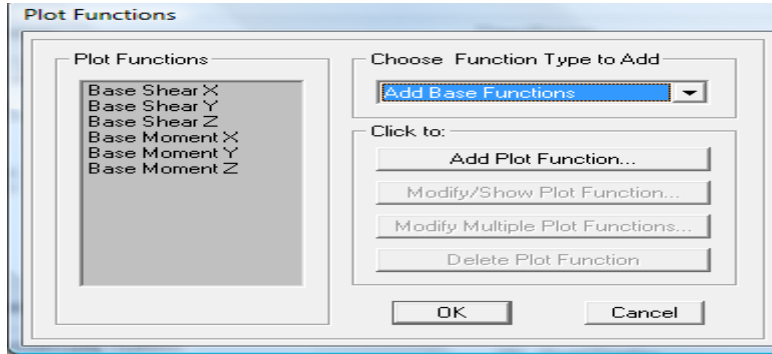 Plot Functions
Plot Functions
Base Shear X
Base Shear Y
Base Shear Z
Base Moment X
Base Moment Y
Base Moment Z
Choose Function Type to Add
Add Base Functions
Click to:
Add Plot Function...
Modify/Show Plot Function...
Modify Multiple Plot Functions...
Delete Plot Function
OK
Cancel